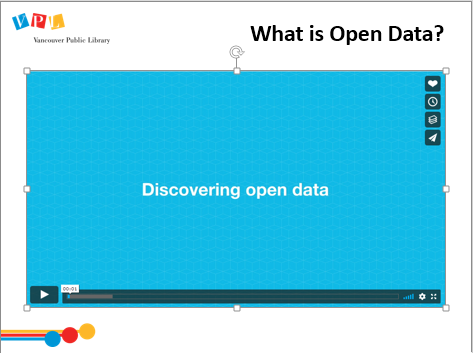 VPL
Vancouver Public Library
What is Open Data?
Discovering open data
00:01